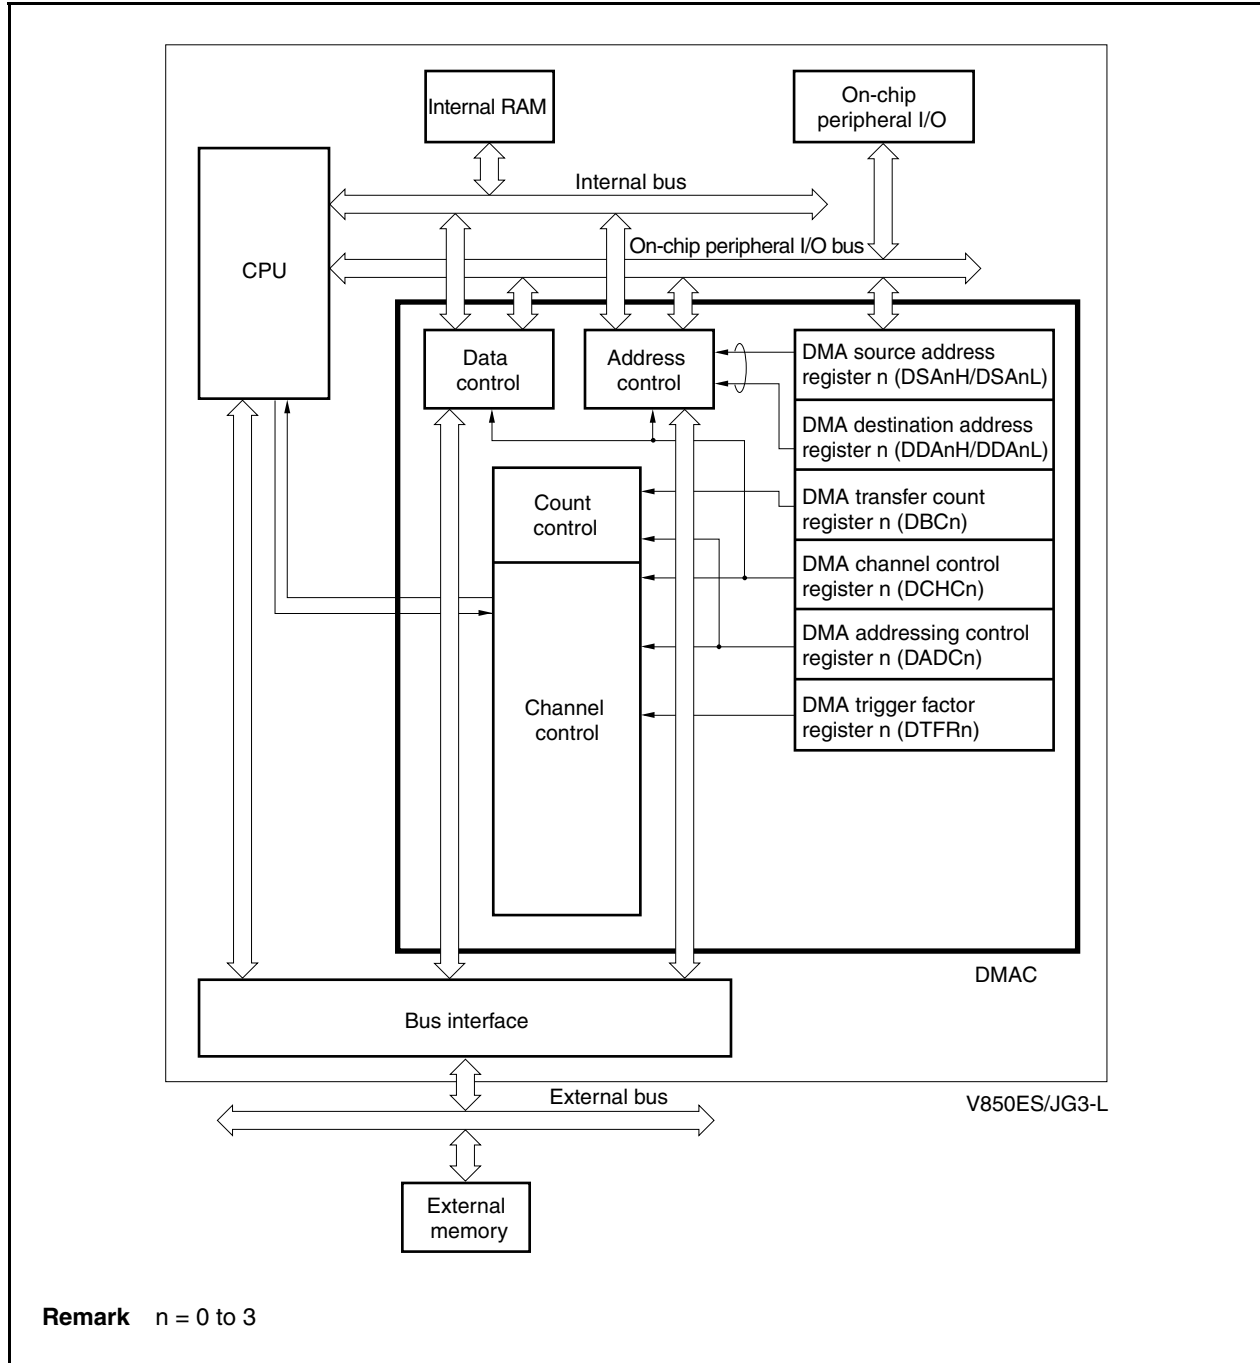 Internal RAM
On-chip
peripheral I/O
Internal bus
On-chip peripheral I/O bus
CPU
Data
control
Address
control
DMA source address
register n (DSAnH/DSAnL)
DMA destination address
register n (DDAnH/DDAnL)
Count
control
DMA transfer count
register n (DBCn)
DMA channel control
register n (DCHCn)
DMA addressing control
register n (DADCn)
Channel
control
DMA trigger factor
register n (DTFRn)
DMAC
Bus interface
External bus
V850ES/JG3-L
External
memory
Remark n = 0 to 3